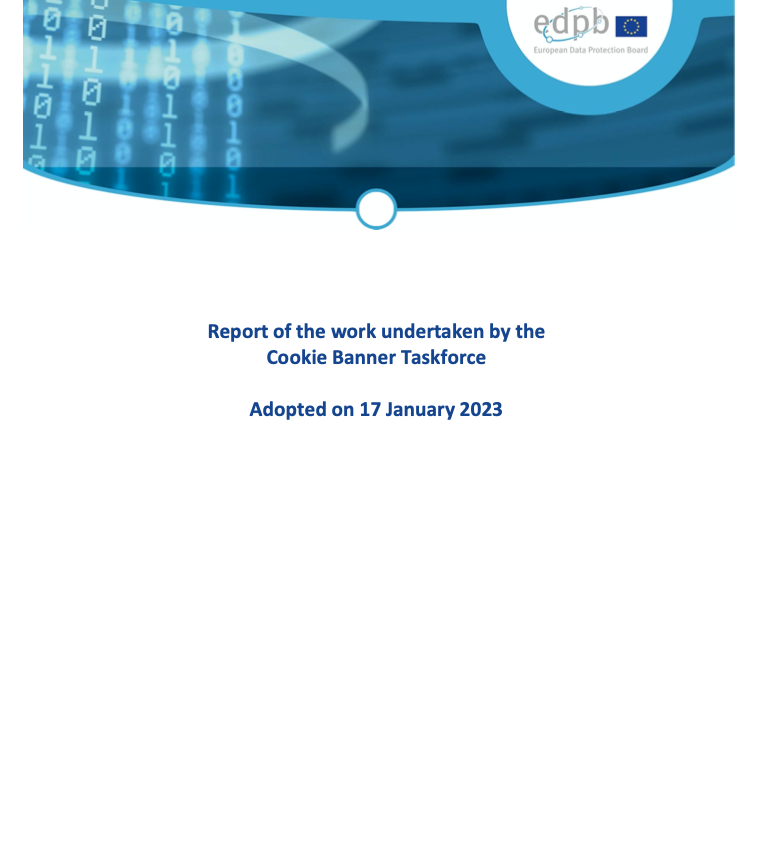 edpb
European Data Protection Board
Report of the work undertaken by the
Cookie Banner Taskforce
Adopted on 17 January 2023